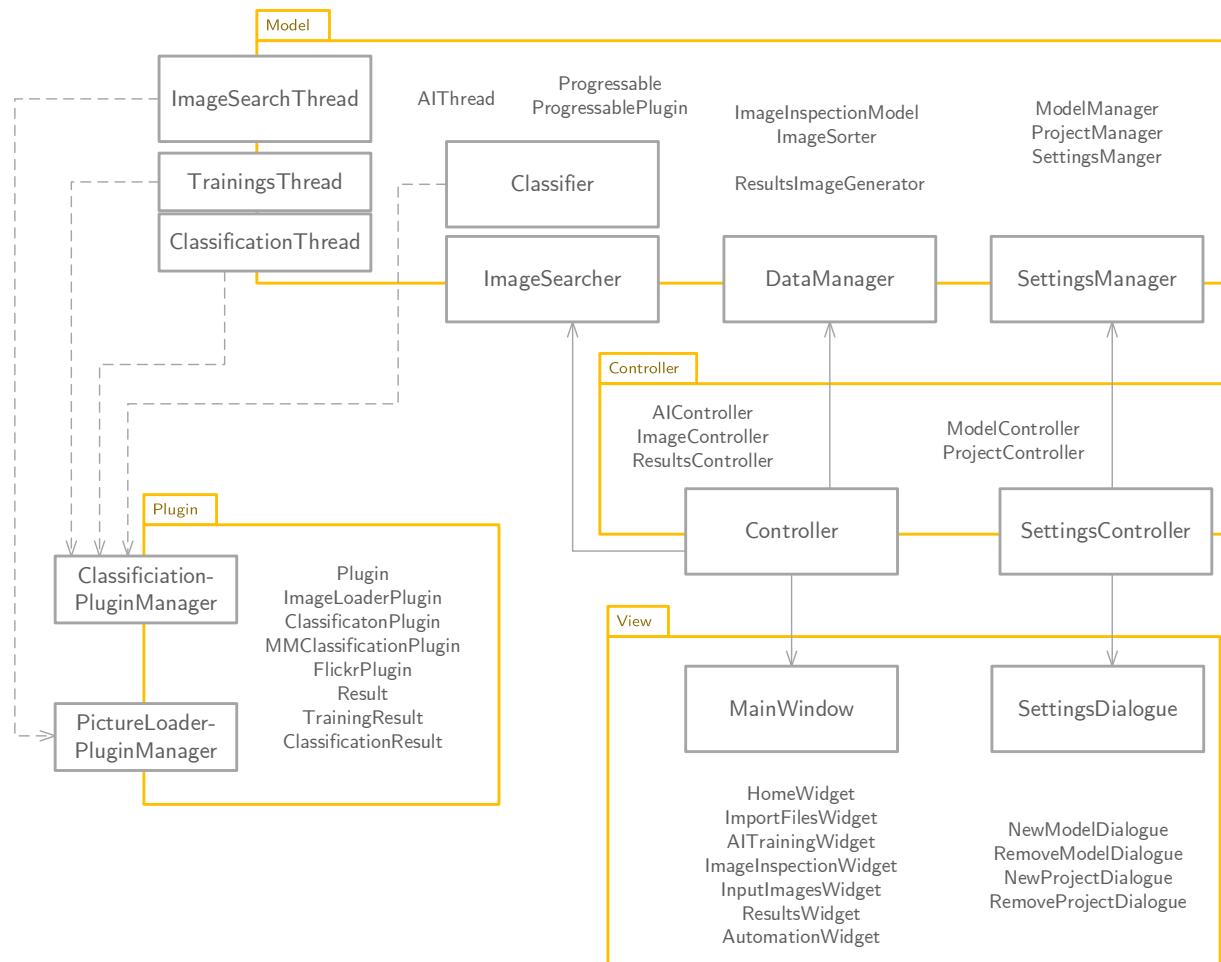 Model
ImageSearchThread
AIThread
Progressable
ProgressablePlugin
ImageInspectionModel
ImageSorter
ResultsImageGenerator
ModelManager
ProjectManager
SettingsManger
TrainingsThread
Classifier
ClassificationThread
ImageSearcher
DataManager
SettingsManager
Controller
AIController
ImageController
ResultsController
ModelController
ProjectController
Controller
SettingsController
Plugin
Classificiation-
PluginManager
Plugin
ImageLoaderPlugin
ClassificatonPlugin
MMClassificationPlugin
FlickrPlugin
Result
TrainingResult
ClassificationResult
PictureLoader-
PluginManager
View
MainWindow
SettingsDialogue
HomeWidget
ImportFilesWidget
AITrainingWidget
ImageInspectionWidget
InputImagesWidget
ResultsWidget
AutomationWidget
NewModelDialogue
RemoveModelDialogue
NewProjectDialogue
RemoveProjectDialogue